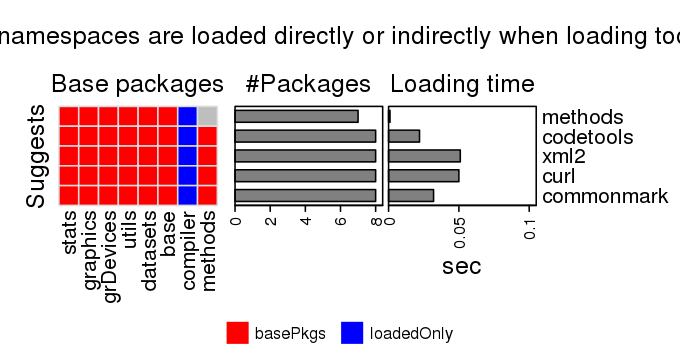 namespaces are loaded directly or indirectly when loading too
Base packages #Packages Loading time
Suggests
methods
codetools
xml2
curl
commonmark
stats graphics grDevices utils datasets base compiler methods
0 2 4 6 8
0 0.05 0.1
sec
basePkgs loadedOnly